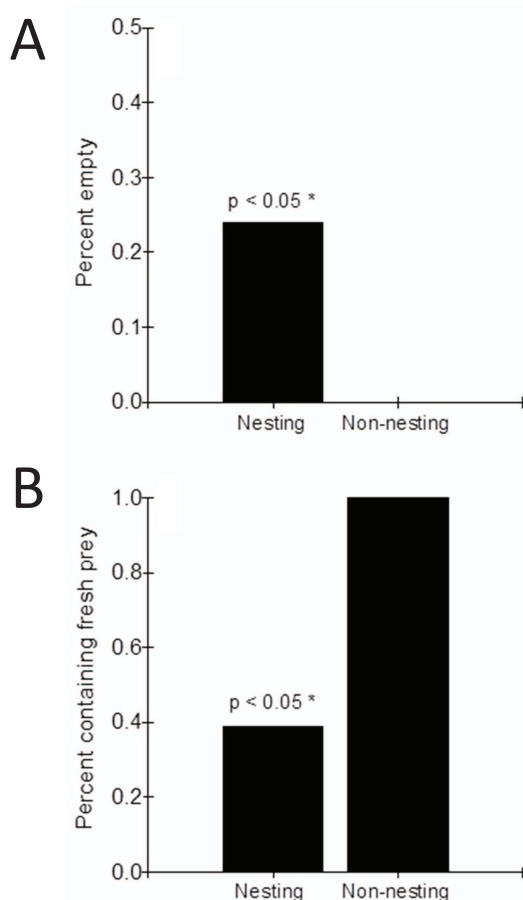 A
0.5
0.4
0.3
0.2
0.1
0.0
Percent empty
p < 0.05 *
Nesting Non-nesting
B
1.0
0.8
0.6
0.4
0.2
0.0
Percent containing fresh prey
p < 0.05 *
Nesting Non-nesting